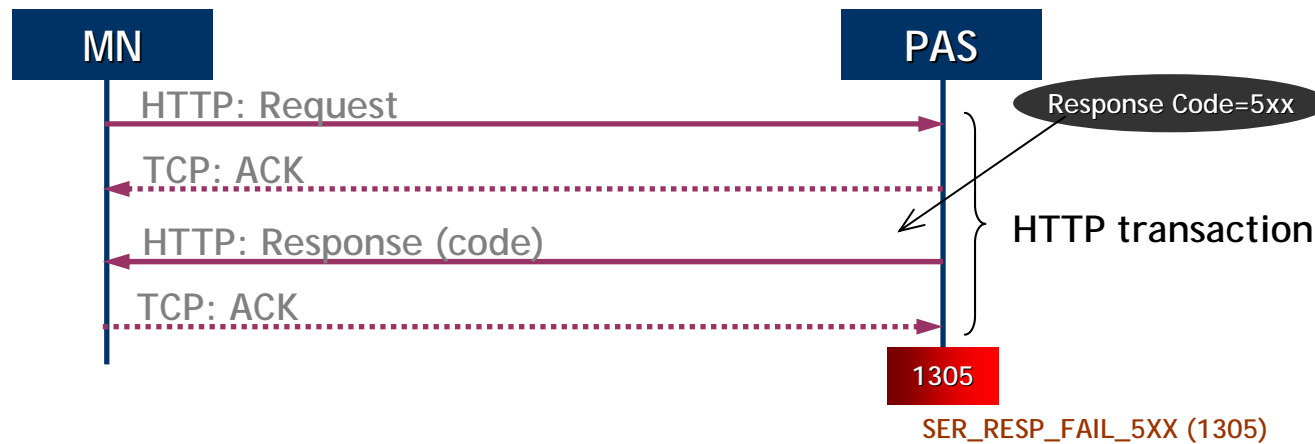 MN
PAS
HTTP: Request
Response Code=5xx
TCP: ACK
HTTP transaction
HTTP: Response (code)
TCP: ACK
1305
SER_RESP_FAIL_5XX (1305)